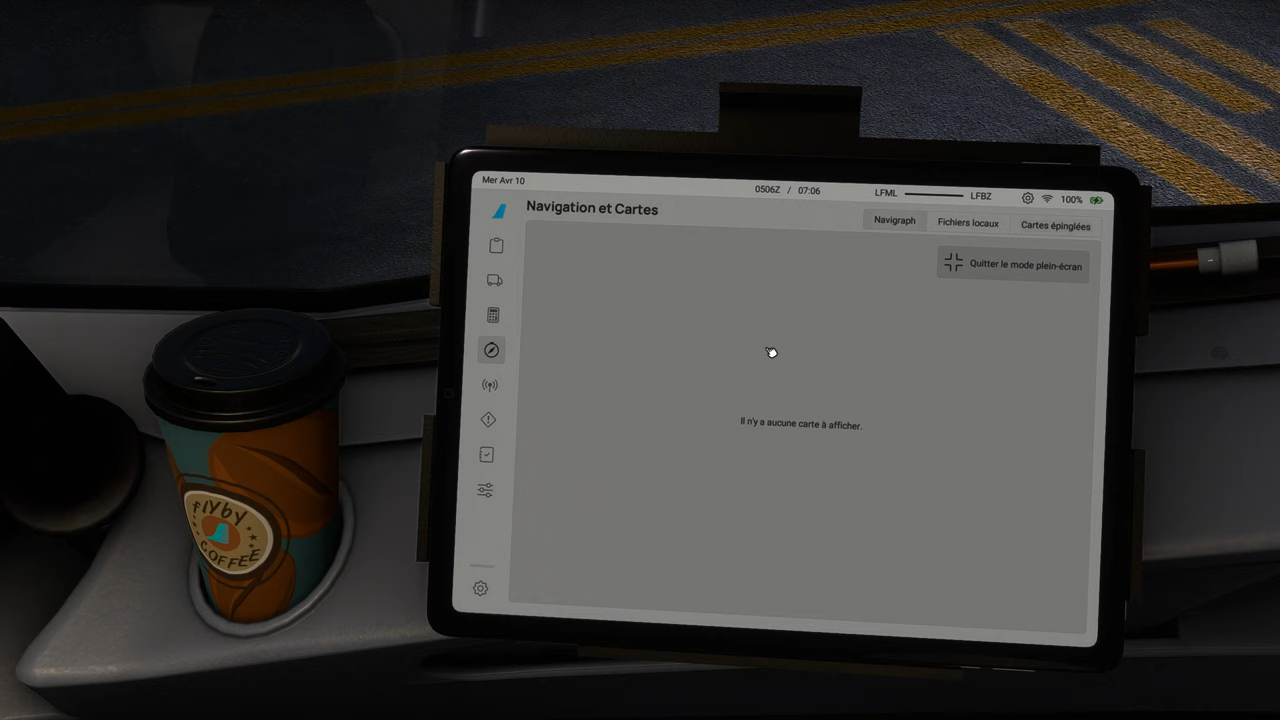 Mer Avr 10
0506Z / 07:06
LFML
LFBZ
100%
Navigation et Cartes
Navigraph
Fichiers locaux
Cartes épinglées
Quitter le mode plein-écran
Il n'y a aucune carte à afficher.
flyby
COFFEE